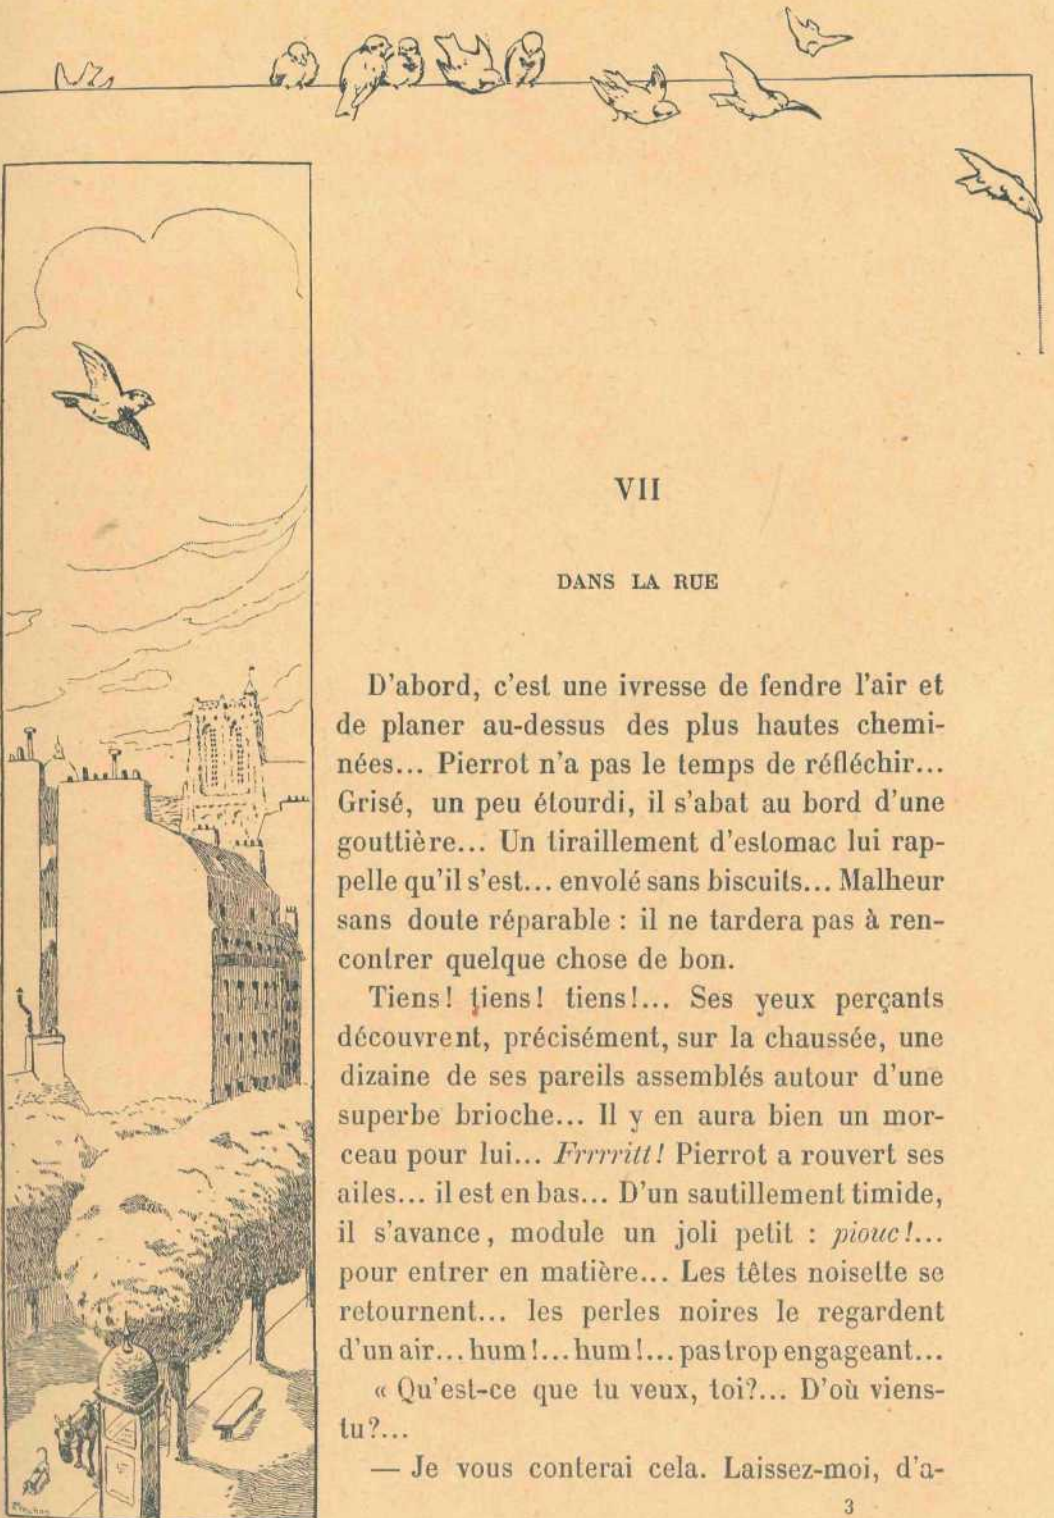 VII
DANS LA RUE
D'abord, c'est une ivresse de fendre l'air et
de planer au-dessus des plus hautes chemi-
nées... Pierrot n'a pas le temps de réfléchir...
Grisé, un peu étourdi, il s'abat au bord d'une
gouttière... Un tiraillement d'estomac lui rap-
pelle qu'il s'est... envolé sans biscuits... Malheur
sans doute réparable : il ne tardera pas à ren-
contrer quelque chose de bon.
Tiens! tiens! tiens!... Ses yeux perçants
découvrent, précisément, sur la chaussée, une
dizaine de ses pareils assemblés autour d'une
superbe brioche... Il y en aura bien un mor-
ceau pour lui... Frrrritt! Pierrot a rouvert ses
ailes... il est en bas... D'un sautillement timide,
il s'avance, module un joli petit : piouc!...
pour entrer en matière... Les têtes noisette se
retournent... les perles noires le regardent
d'un air... hum!... hum!... pas trop engageant...
« Qu'est-ce que tu veux, toi?... D'où viens-
tu?...
— Je vous conterai cela. Laissez-moi, d'a-
3